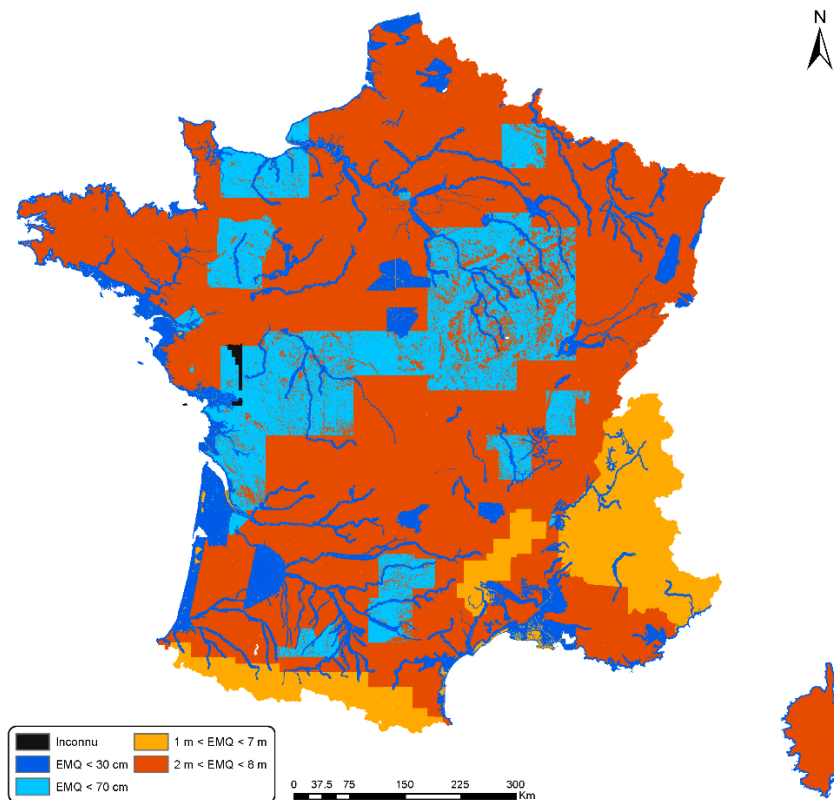 N
Inconnu
1 m < EMQ < 7 m
EMQ < 30 cm
2 m < EMQ < 8 m
EMQ < 70 cm
0 37.5 75 150 225 300
Km